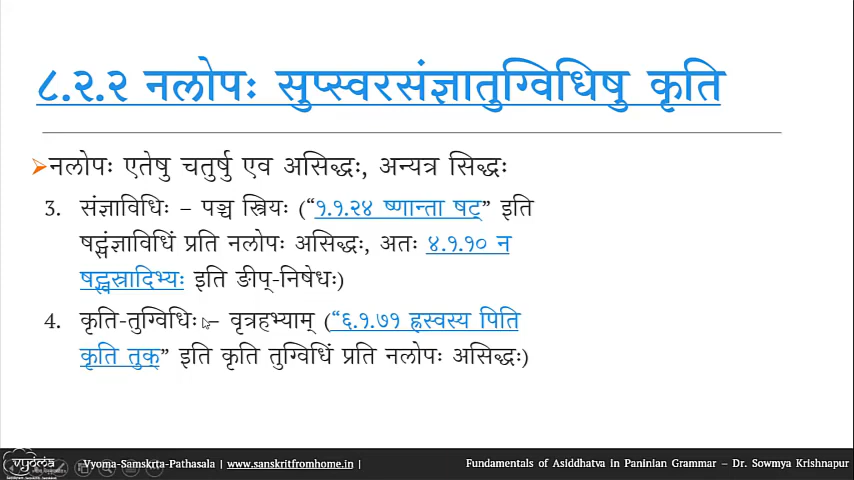 ८.२.२ नलोपः सुप्स्वरसंज्ञातुग्विधिषु कृति
नलोपः एतेषु चतुर्षु एव असिद्धः, अन्यत्र सिद्धः
3. संज्ञाविधिः – पञ्च स्त्रियः (“१.१.२४ ष्णान्ता षट्” इति
षट्संज्ञाविधिं प्रति नलोपः असिद्धः, अतः ४.१.१० न
षट्स्वस्रादिभ्यः इति ङीप्-निषेधः)
4. कृति-तुग्विधिः – वृत्रहभ्याम् (“६.१.७१ ह्रस्वस्य पिति
कृति तुक्” इति कृति तुग्विधिं प्रति नलोपः असिद्धः)
vyoma
Vyoma-Samskrta-Pathasala | www.sanskritfromhome.in |
Fundamentals of Asiddhatva in Paninian Grammar – Dr. Sowmya Krishnapur